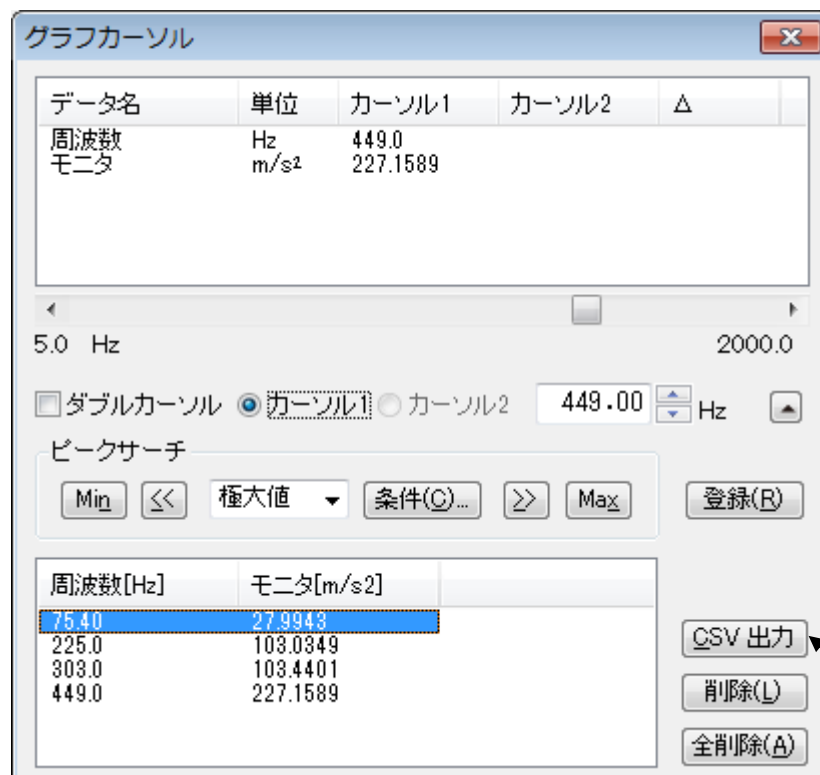 グラフカーソル
データ名 単位 カーソル1 カーソル2 Δ
周波数 Hz 449.0
モニタ m/s² 227.1589
5.0 Hz 2000.0
ダブルカーソル カーソル1 カーソル2 449.00 Hz
ピークサーチ
Min << 極大値 条件(C)... >> Max 登録(R)
周波数[Hz] モニタ[m/s2]
75.40 27.9943
225.0 103.0349
303.0 103.4401
449.0 227.1589
CSV 出力
削除(L)
全削除(A)